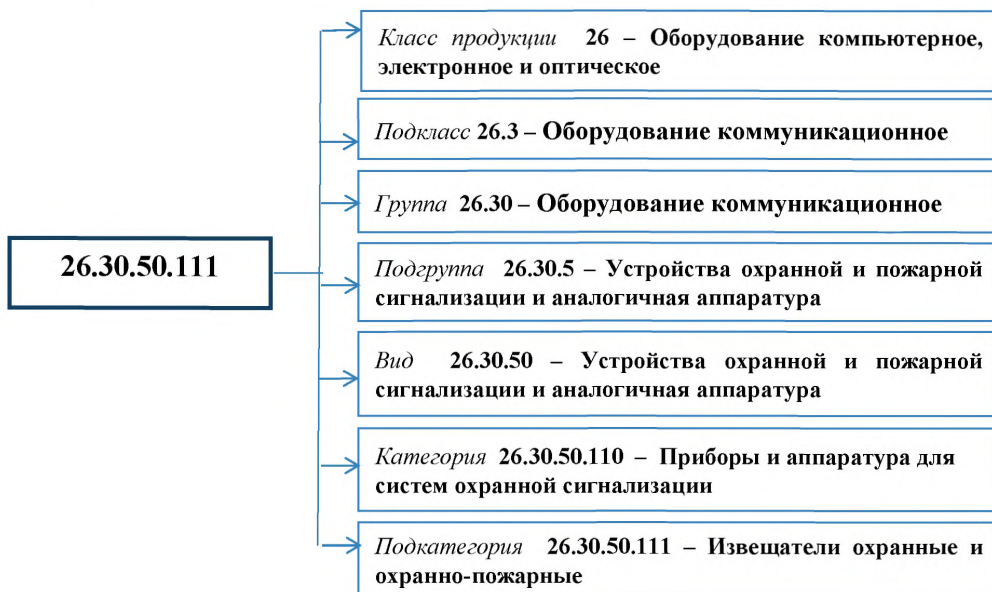 Класс продукции 26 – Оборудование компьютерное,
электронное и оптическое
Подкласс 26.3 – Оборудование коммуникационное
Группа 26.30 – Оборудование коммуникационное
26.30.50.111
Подгруппа 26.30.5 – Устройства охранной и пожарной
сигнализации и аналогичная аппаратура
Вид 26.30.50 – Устройства охранной и пожарной
сигнализации и аналогичная аппаратура
Категория 26.30.50.110 – Приборы и аппаратура для
систем охранной сигнализации
Подкатегория 26.30.50.111 – Извещатели охранные и
охранно-пожарные